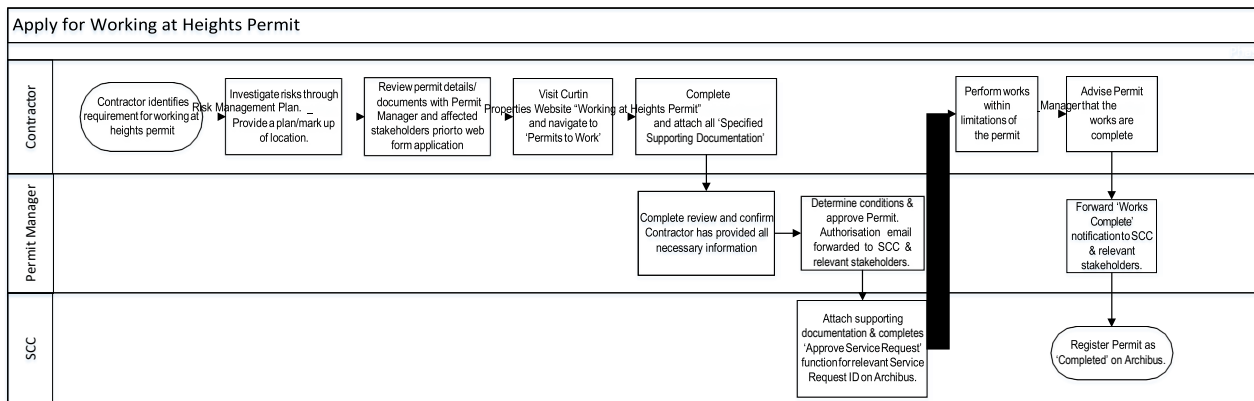 Apply for Working at Heights Permit
Contractor
Contractor identifies
requirement for working at
heights permit
Investigate risks through
Risk Management Plan.
Provide a plan/mark up
of location.
Review permit details/
documents with Permit
Manager and affected
stakeholders prior to web
form application
Visit Curtin
Properties Website
and navigate to
‘Permits to Work’
Complete
“Working at Heights Permit”
and attach all ‘Specified
Supporting Documentation’
Perform works
within
limitations of
the permit
Advise Permit
Manager that the
works are
complete
Permit Manager
Complete review and confirm
Contractor has provided all
necessary information
Determine conditions &
approve Permit.
Authorisation email
forwarded to SCC &
relevant stakeholders.
Forward ‘Works
Complete’
notification to SCC
& relevant
stakeholders.
SCC
Attach supporting
documentation & completes
‘Approve Service Request’
function for relevant Service
Request ID on Archibus.
Register Permit as
‘Completed’ on Archibus.